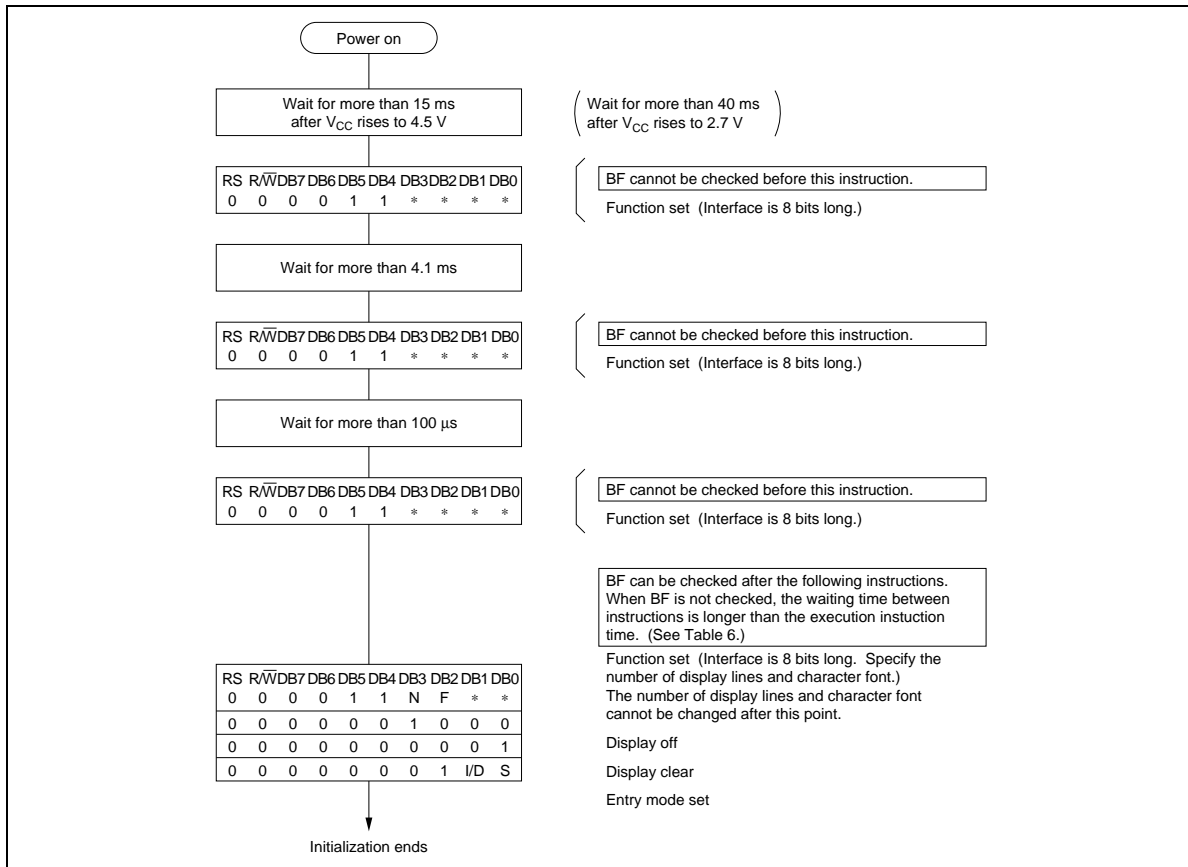 Power on
Wait for more than 15 ms
after VCC rises to 4.5 V
Wait for more than 40 ms
after VCC rises to 2.7 V
RS R/W̅ DB7 DB6 DB5 DB4 DB3 DB2 DB1 DB0
0 0 0 0 1 1 * * * *
BF cannot be checked before this instruction.
Function set (Interface is 8 bits long.)
Wait for more than 4.1 ms
RS R/W̅ DB7 DB6 DB5 DB4 DB3 DB2 DB1 DB0
0 0 0 0 1 1 * * * *
BF cannot be checked before this instruction.
Function set (Interface is 8 bits long.)
Wait for more than 100 µs
RS R/W̅ DB7 DB6 DB5 DB4 DB3 DB2 DB1 DB0
0 0 0 0 1 1 * * * *
BF cannot be checked before this instruction.
Function set (Interface is 8 bits long.)
BF can be checked after the following instructions.
When BF is not checked, the waiting time between
instructions is longer than the execution instuction
time. (See Table 6.)
RS R/W̅ DB7 DB6 DB5 DB4 DB3 DB2 DB1 DB0
0 0 0 0 1 1 N F * *
0 0 0 0 0 0 1 0 0 0
0 0 0 0 0 0 0 0 0 1
0 0 0 0 0 0 0 1 I/D S
Function set (Interface is 8 bits long. Specify the
number of display lines and character font.)
The number of display lines and character font
cannot be changed after this point.
Display off
Display clear
Entry mode set
Initialization ends